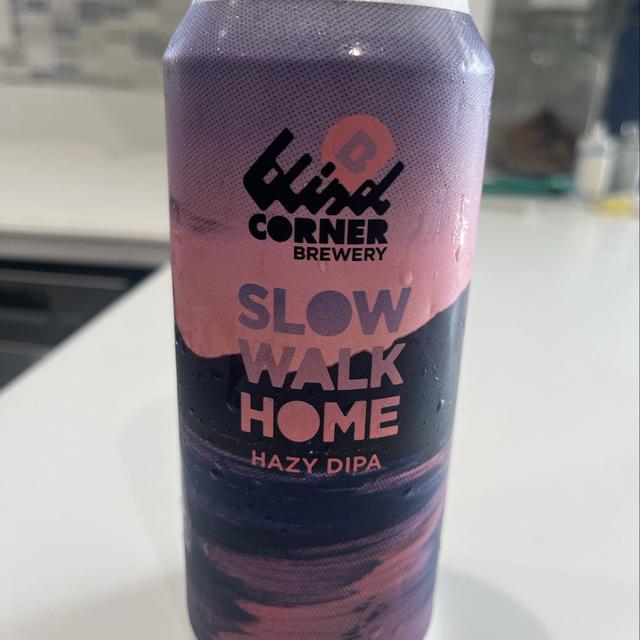 B
blind
CORNER
BREWERY
SLOW
WALK
HOME
HAZY DIPA